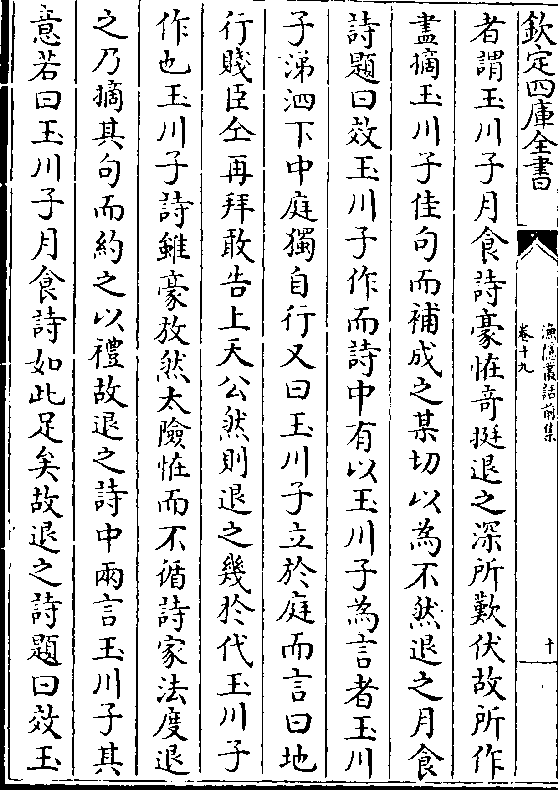 欽定四庫全書
漁隱叢話前集
卷十九
十
者謂玉川子月食詩豪恠竒挺退之深所歎伏故所作
盡摘玉川子佳句而補成之某切以為不然退之月食
詩題曰效玉川子作而詩中有以玉川子為言者玉川
子涕泗下中庭獨自行又曰玉川子立於庭而言曰地
行賤臣仝再拜敢告上天公然則退之幾於代玉川子
作也玉川子詩雖豪放然太險恠而不循詩家法度退
之乃摘其句而約之以禮故退之詩中兩言玉川子其
意若曰玉川子月食詩如此足矣故退之詩題曰效玉